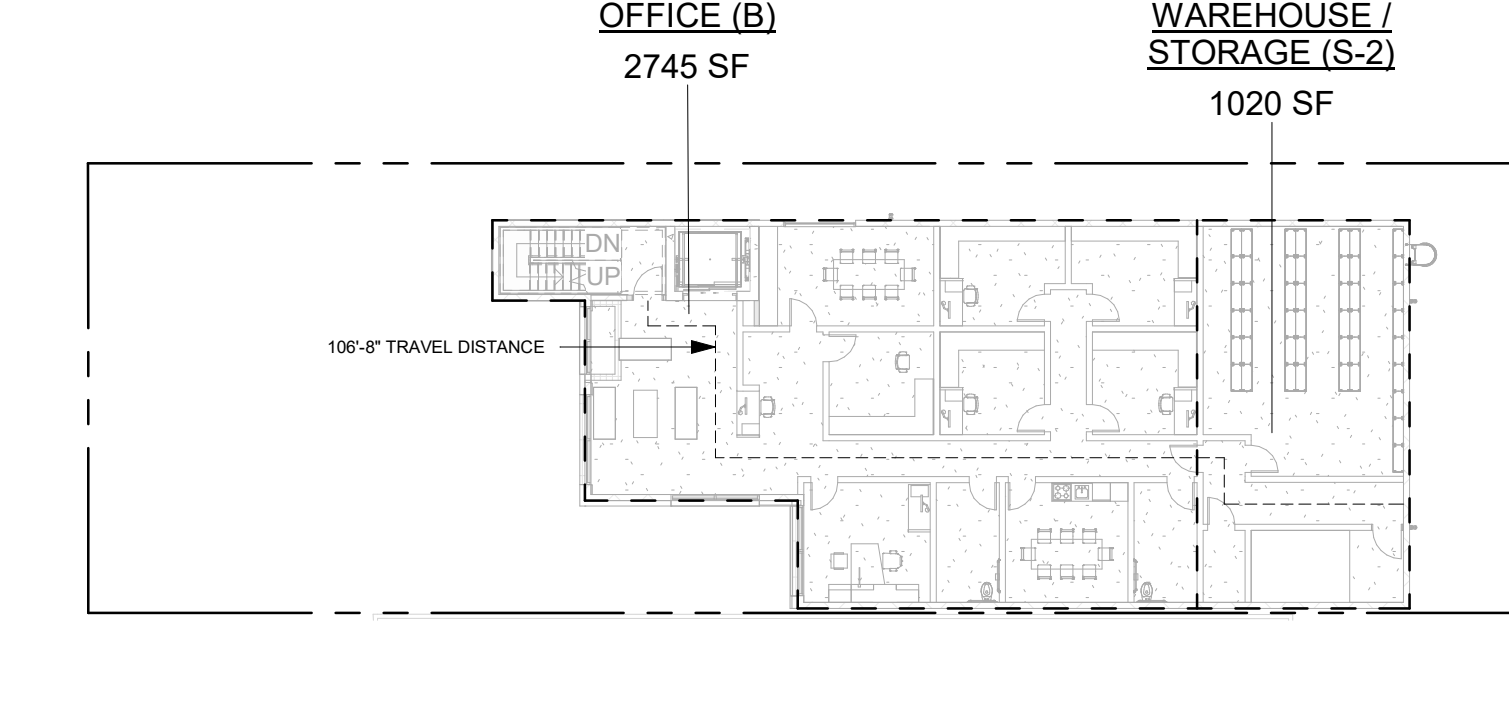 OFFICE (B)
2745 SF
WAREHOUSE /
STORAGE (S-2)
1020 SF
DN
UP
106'-8" TRAVEL DISTANCE